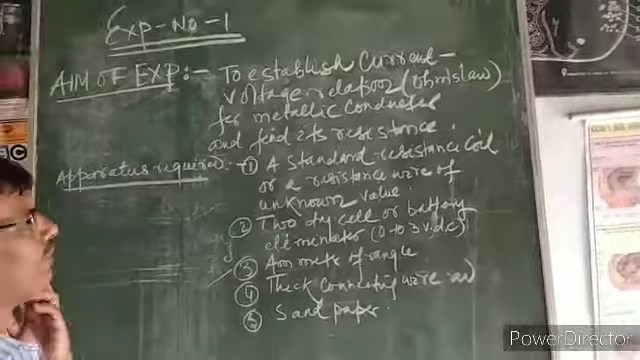 Exp-No-1
AIM OF EXP:- To establish Current-
voltage relation (Ohm's law)
for metallic conductor
and find its resistance.
Apparatus required:- ① A standard resistance coil
or a resistance wire of
unknown value.
② Two dry cell or battery
eliminator (0 to 3 v.d.c)
③ of range
④ Thick connecting wire
⑤ Sand paper.
PowerDirector